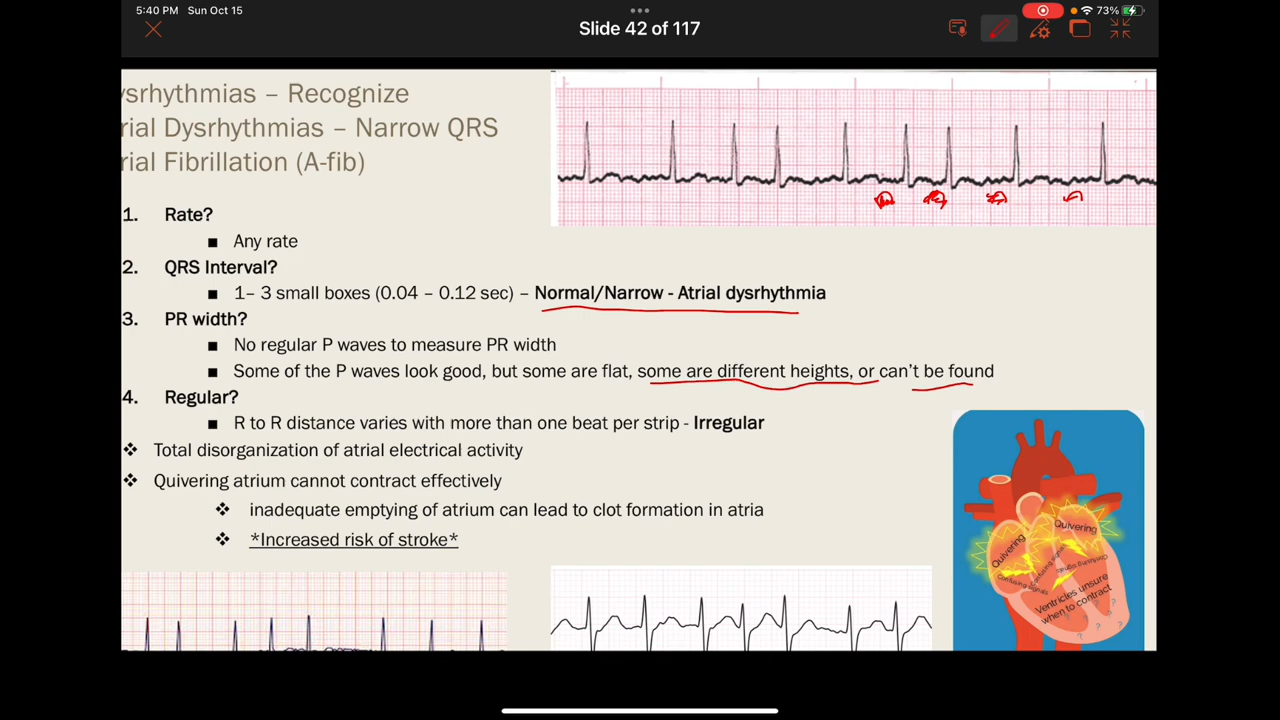 5:40 PM Sun Oct 15
73%
Slide 42 of 117
ysrhythmias – Recognize
rial Dysrhythmias – Narrow QRS
rial Fibrillation (A-fib)
1. Rate?
■ Any rate
2. QRS Interval?
■ 1– 3 small boxes (0.04 – 0.12 sec) – Normal/Narrow - Atrial dysrhythmia
3. PR width?
■ No regular P waves to measure PR width
■ Some of the P waves look good, but some are flat, some are different heights, or can't be found
4. Regular?
■ R to R distance varies with more than one beat per strip - Irregular
❖ Total disorganization of atrial electrical activity
❖ Quivering atrium cannot contract effectively
❖ inadequate emptying of atrium can lead to clot formation in atria
❖ *Increased risk of stroke*
Quivering
Quivering
Confusing signals
Confusing signals
Confusing signals
Ventricles unsure
when to contract
? ? ? ? ? ?